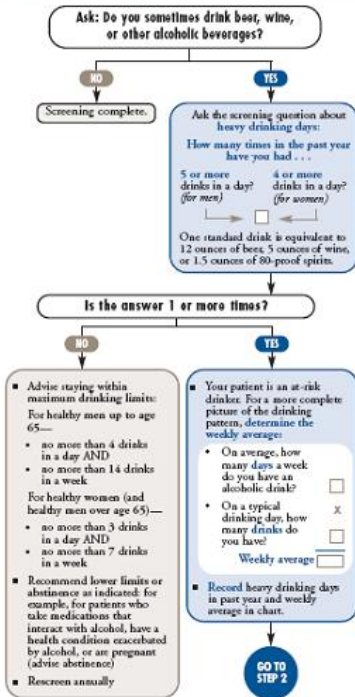 Ask: Do you sometimes drink beer, wine,
or other alcoholic beverages?
NO
YES
Screening complete.
Ask the screening question about
heavy drinking days:
How many times in the past year
have you had . . .
5 or more
drinks in a day?
(for men)
4 or more
drinks in a day?
(for women)
One standard drink is equivalent to
12 ounces of beer, 5 ounces of wine,
or 1.5 ounces of 80-proof spirits.
Is the answer 1 or more times?
NO
YES
▪ Advise staying within
maximum drinking limits:
For healthy men up to age
65—
• no more than 4 drinks
in a day AND
• no more than 14 drinks
in a week
For healthy women (and
healthy men over age 65)—
• no more than 3 drinks
in a day AND
• no more than 7 drinks
in a week
▪ Recommend lower limits or
abstinence as indicated: for
example, for patients who
take medications that
interact with alcohol, have a
health condition exacerbated
by alcohol, or are pregnant
(advise abstinence)
▪ Rescreen annually
▪ Your patient is an at-risk
drinker. For a more complete
picture of the drinking
pattern, determine the
weekly average:
• On average, how
many days a week
do you have an
alcoholic drink?
• On a typical
drinking day, how
many drinks do
you have?
X
Weekly average
▪ Record heavy drinking days
in past year and weekly
average in chart.
GO TO
STEP 2